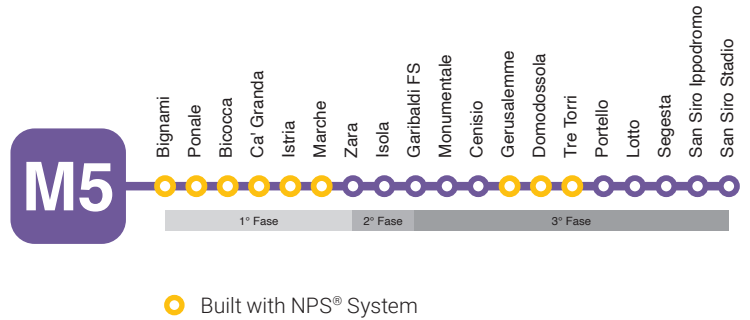 M5
Bignami
Ponale
Bicocca
Ca' Granda
Istria
Marche
Zara
Isola
Garibaldi FS
Monumentale
Cenisio
Gerusalemme
Domodossola
Tre Torri
Portello
Lotto
Segesta
San Siro Ippodromo
San Siro Stadio
1° Fase
2° Fase
3° Fase
Built with NPS® System